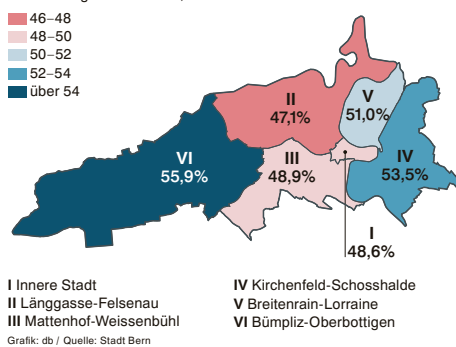 46–48
48–50
50–52
52–54
über 54
II
47,1%
V
51,0%
VI
55,9%
III
48,9%
IV
53,5%
I
48,6%
I Innere Stadt
II Länggasse-Felsenau
III Mattenhof-Weissenbühl
IV Kirchenfeld-Schosshalde
V Breitenrain-Lorraine
VI Bümpliz-Oberbottigen
Grafik: db / Quelle: Stadt Bern